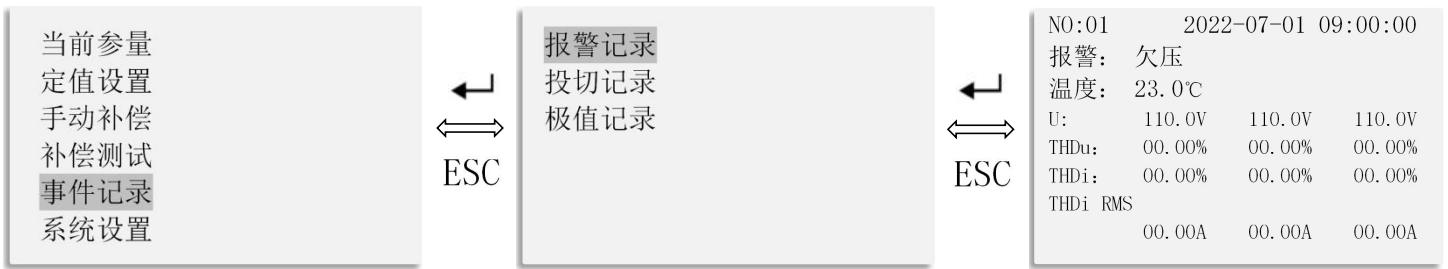 当前参量
定值设置
手动补偿
补偿测试
事件记录
系统设置
ESC
报警记录
投切记录
极值记录
ESC
NO:01 2022-07-01 09:00:00
报警： 欠压
温度： 23.0℃
U: 110.0V 110.0V 110.0V
THDu： 00.00% 00.00% 00.00%
THDi： 00.00% 00.00% 00.00%
THDi RMS
00.00A 00.00A 00.00A